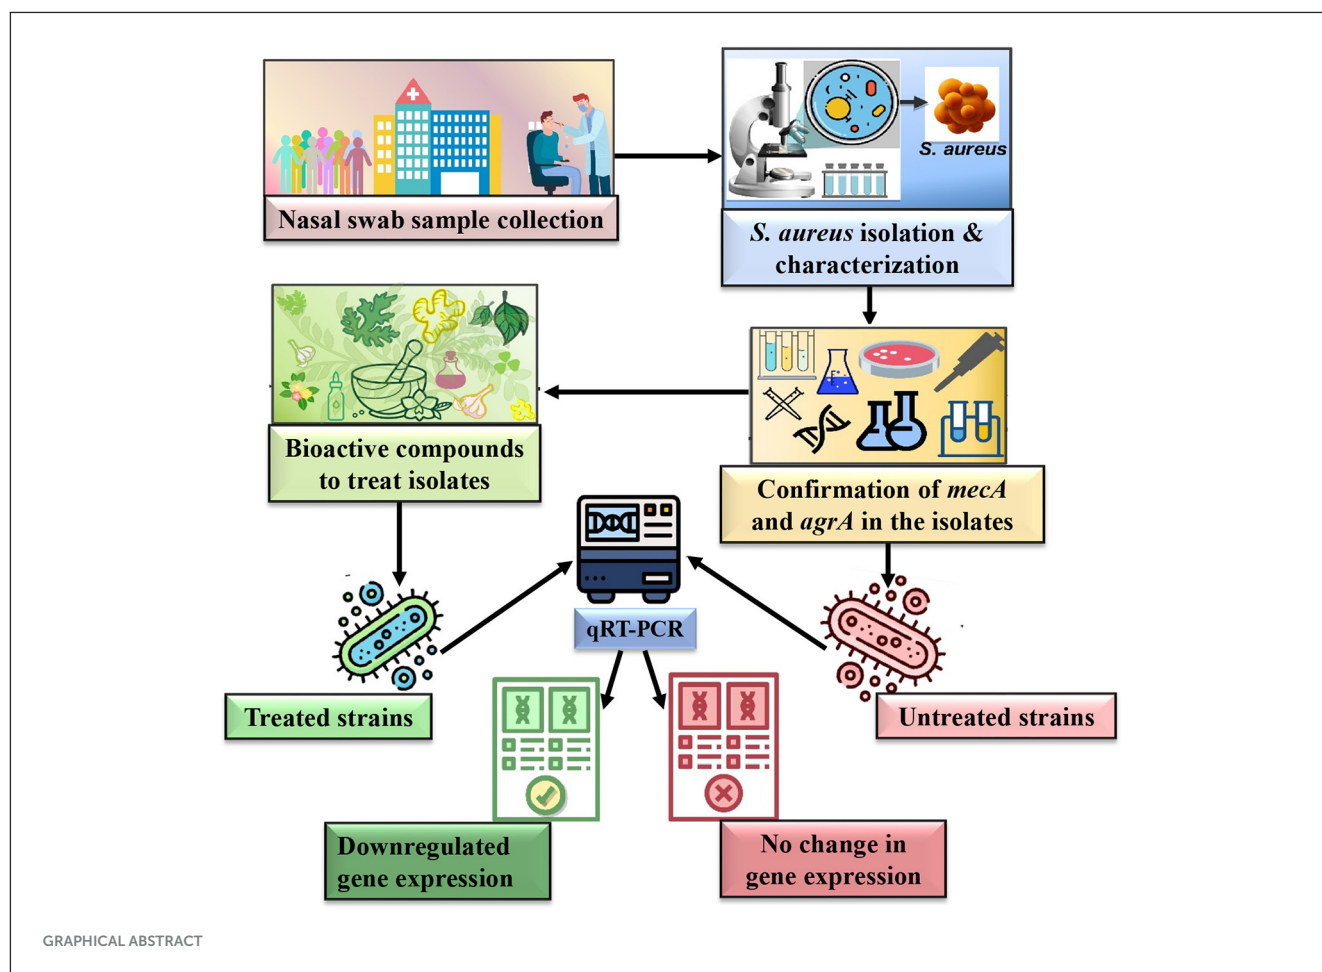 Nasal swab sample collection
S. aureus
S. aureus isolation &
characterization
Bioactive compounds
to treat isolates
Confirmation of mecA
and agrA in the isolates
qRT-PCR
Treated strains
Untreated strains
Downregulated
gene expression
No change in
gene expression
GRAPHICAL ABSTRACT